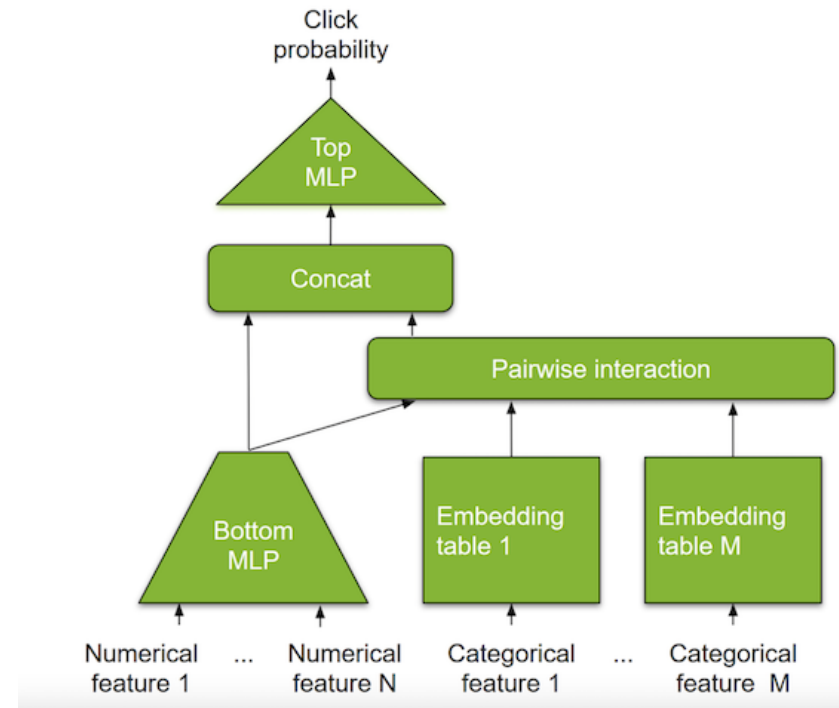 Click
probability
Top
MLP
Concat
Pairwise interaction
Bottom
MLP
Embedding
table 1
Embedding
table M
Numerical
feature 1
...
Numerical
feature N
Categorical
feature 1
...
Categorical
feature M